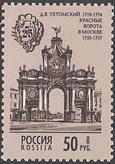 Д.В. УХТОМСКИЙ. 1719-1774
КРАСНЫЕ
ВОРОТА
В МОСКВЕ
1753-1757
РОССИЯ
ROSSIJA
50
РУБ.